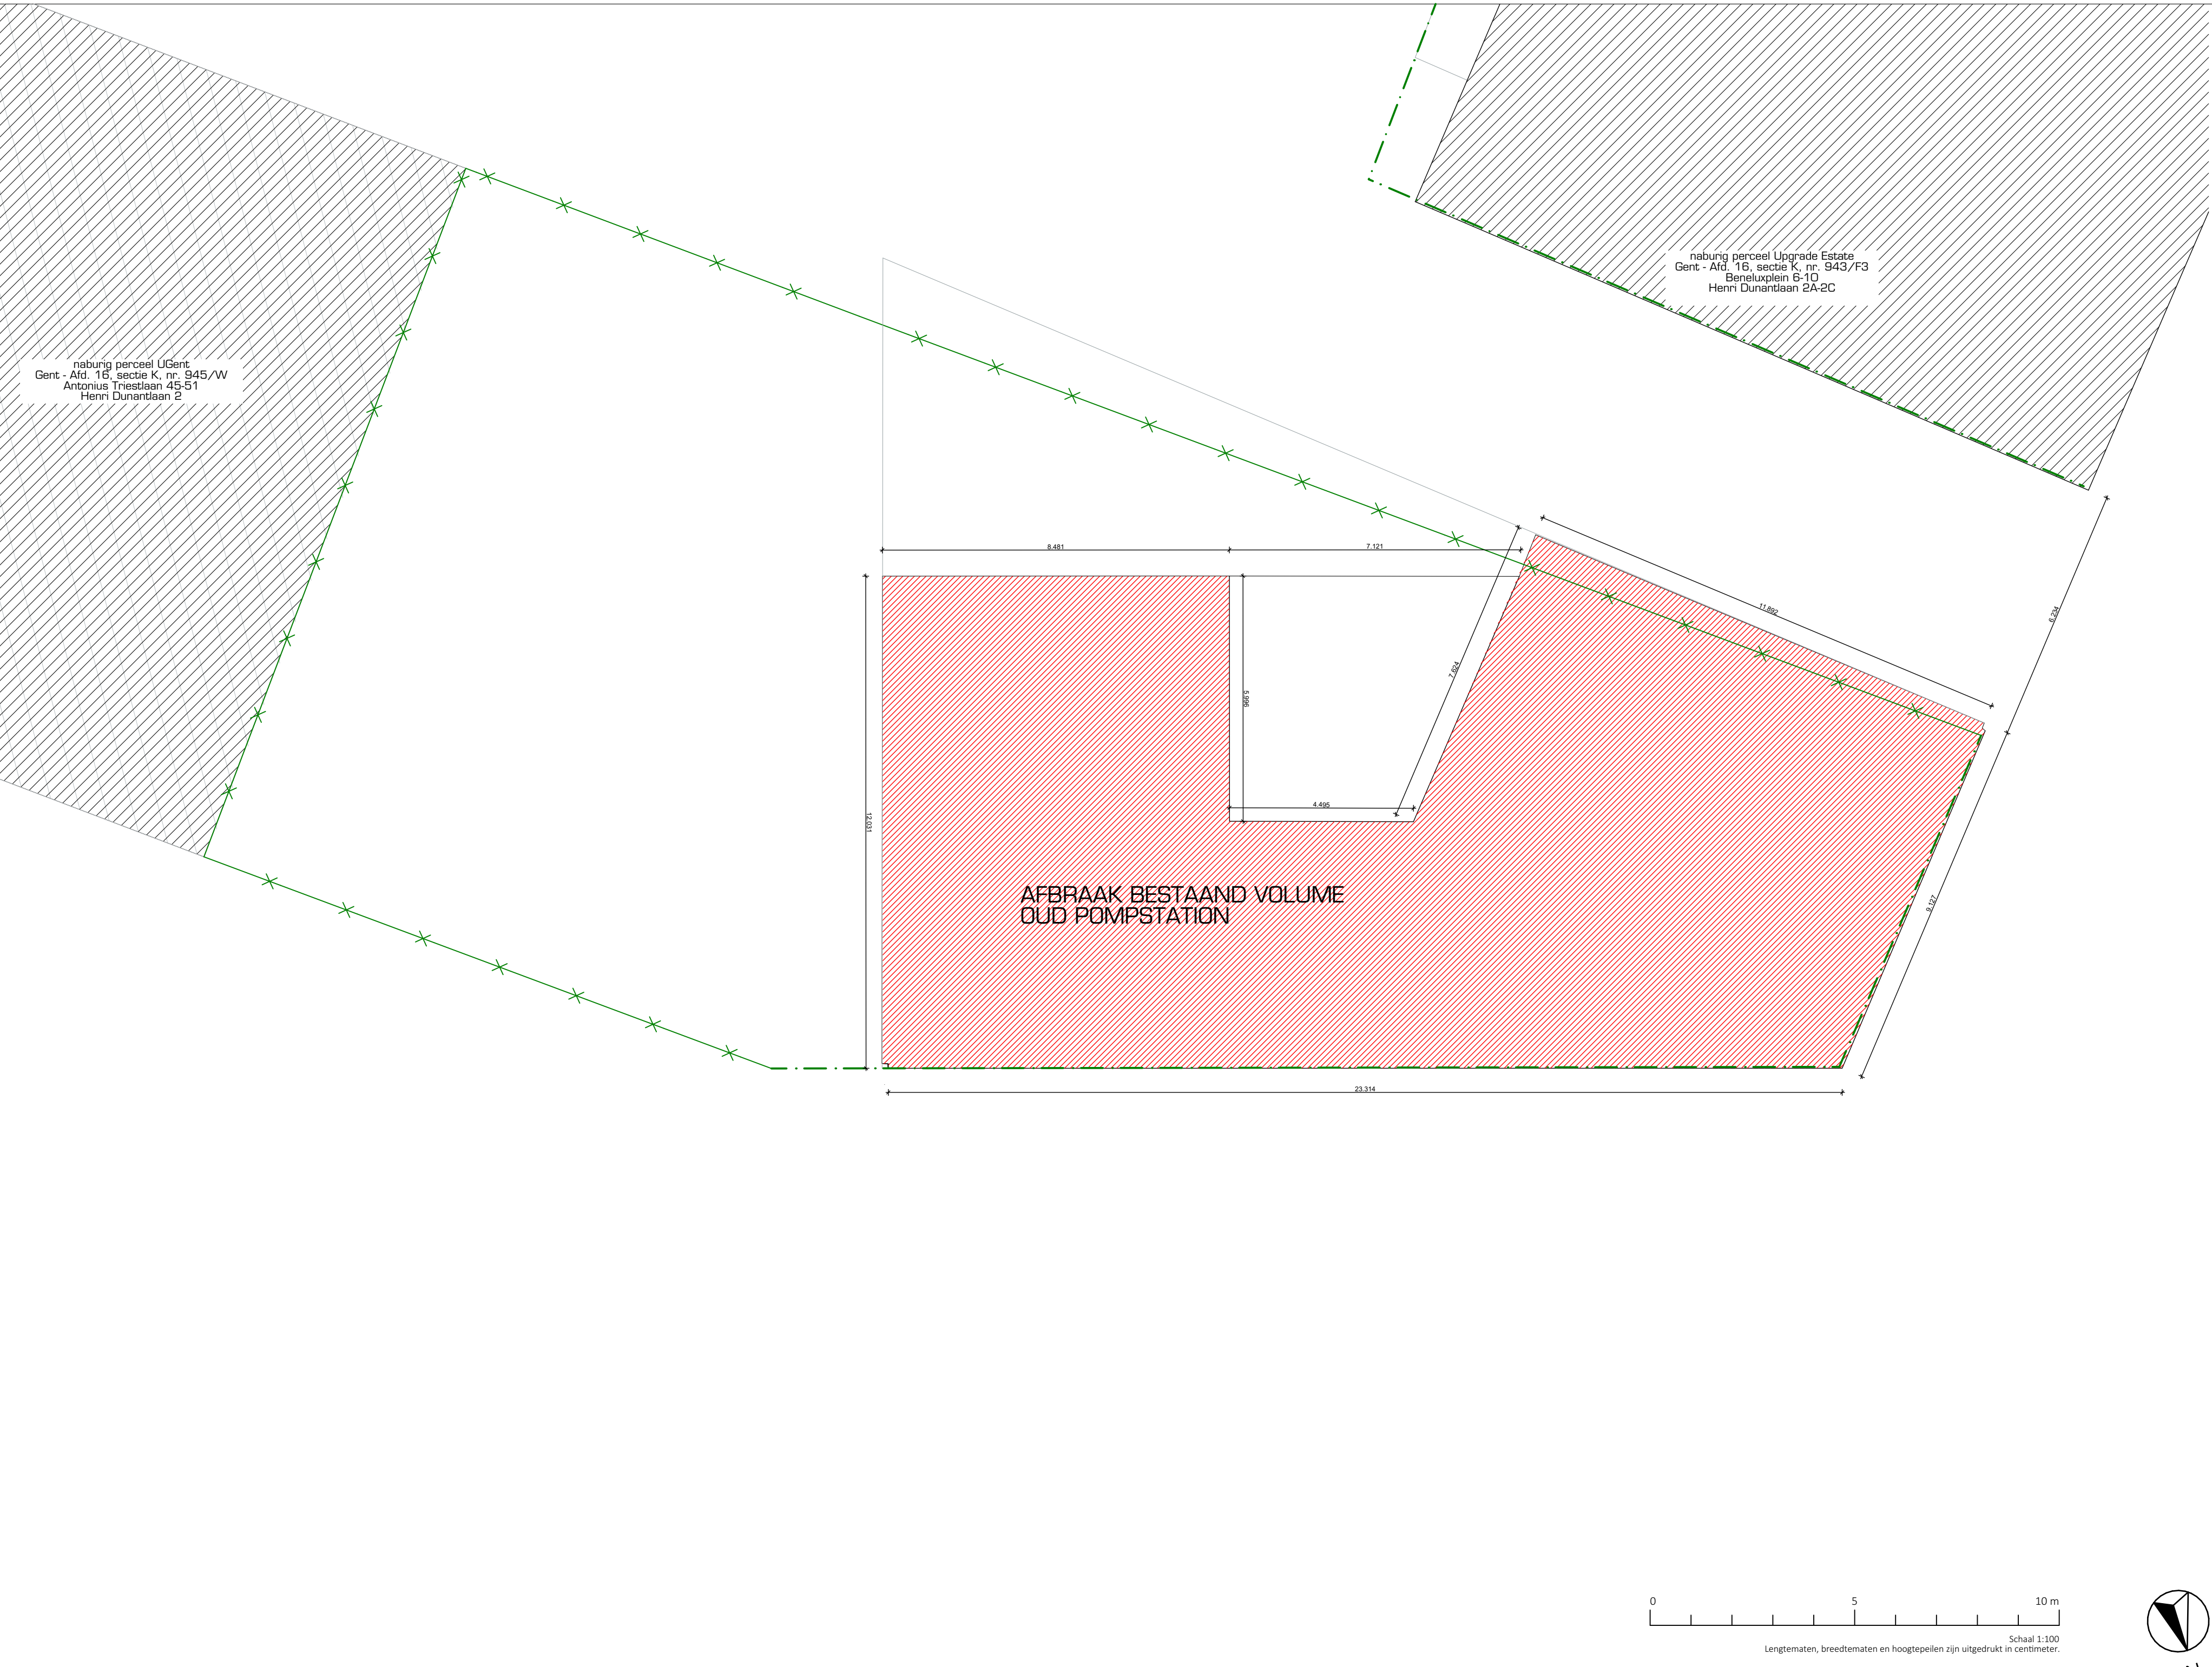 naburig perceel Upgrade Estate
Gent - Afd. 16, sectie K, nr. 943/F3
Beneluxplein 6-10
Henri Dunantlaan 2A-2C
naburig perceel UGent
Gent - Afd. 16, sectie K, nr. 945/W
Antonius Triestlaan 45-51
Henri Dunantlaan 2
8.481
7.121
11.892
6.234
7.624
5.996
4.495
12.031
9.127
AFBRAAK BESTAAND VOLUME
OUD POMPSTATION
23.314
0 5 10 m
Schaal 1:100
Lengtematen, breedtematen en hoogtepeilen zijn uitgedrukt in centimeter.